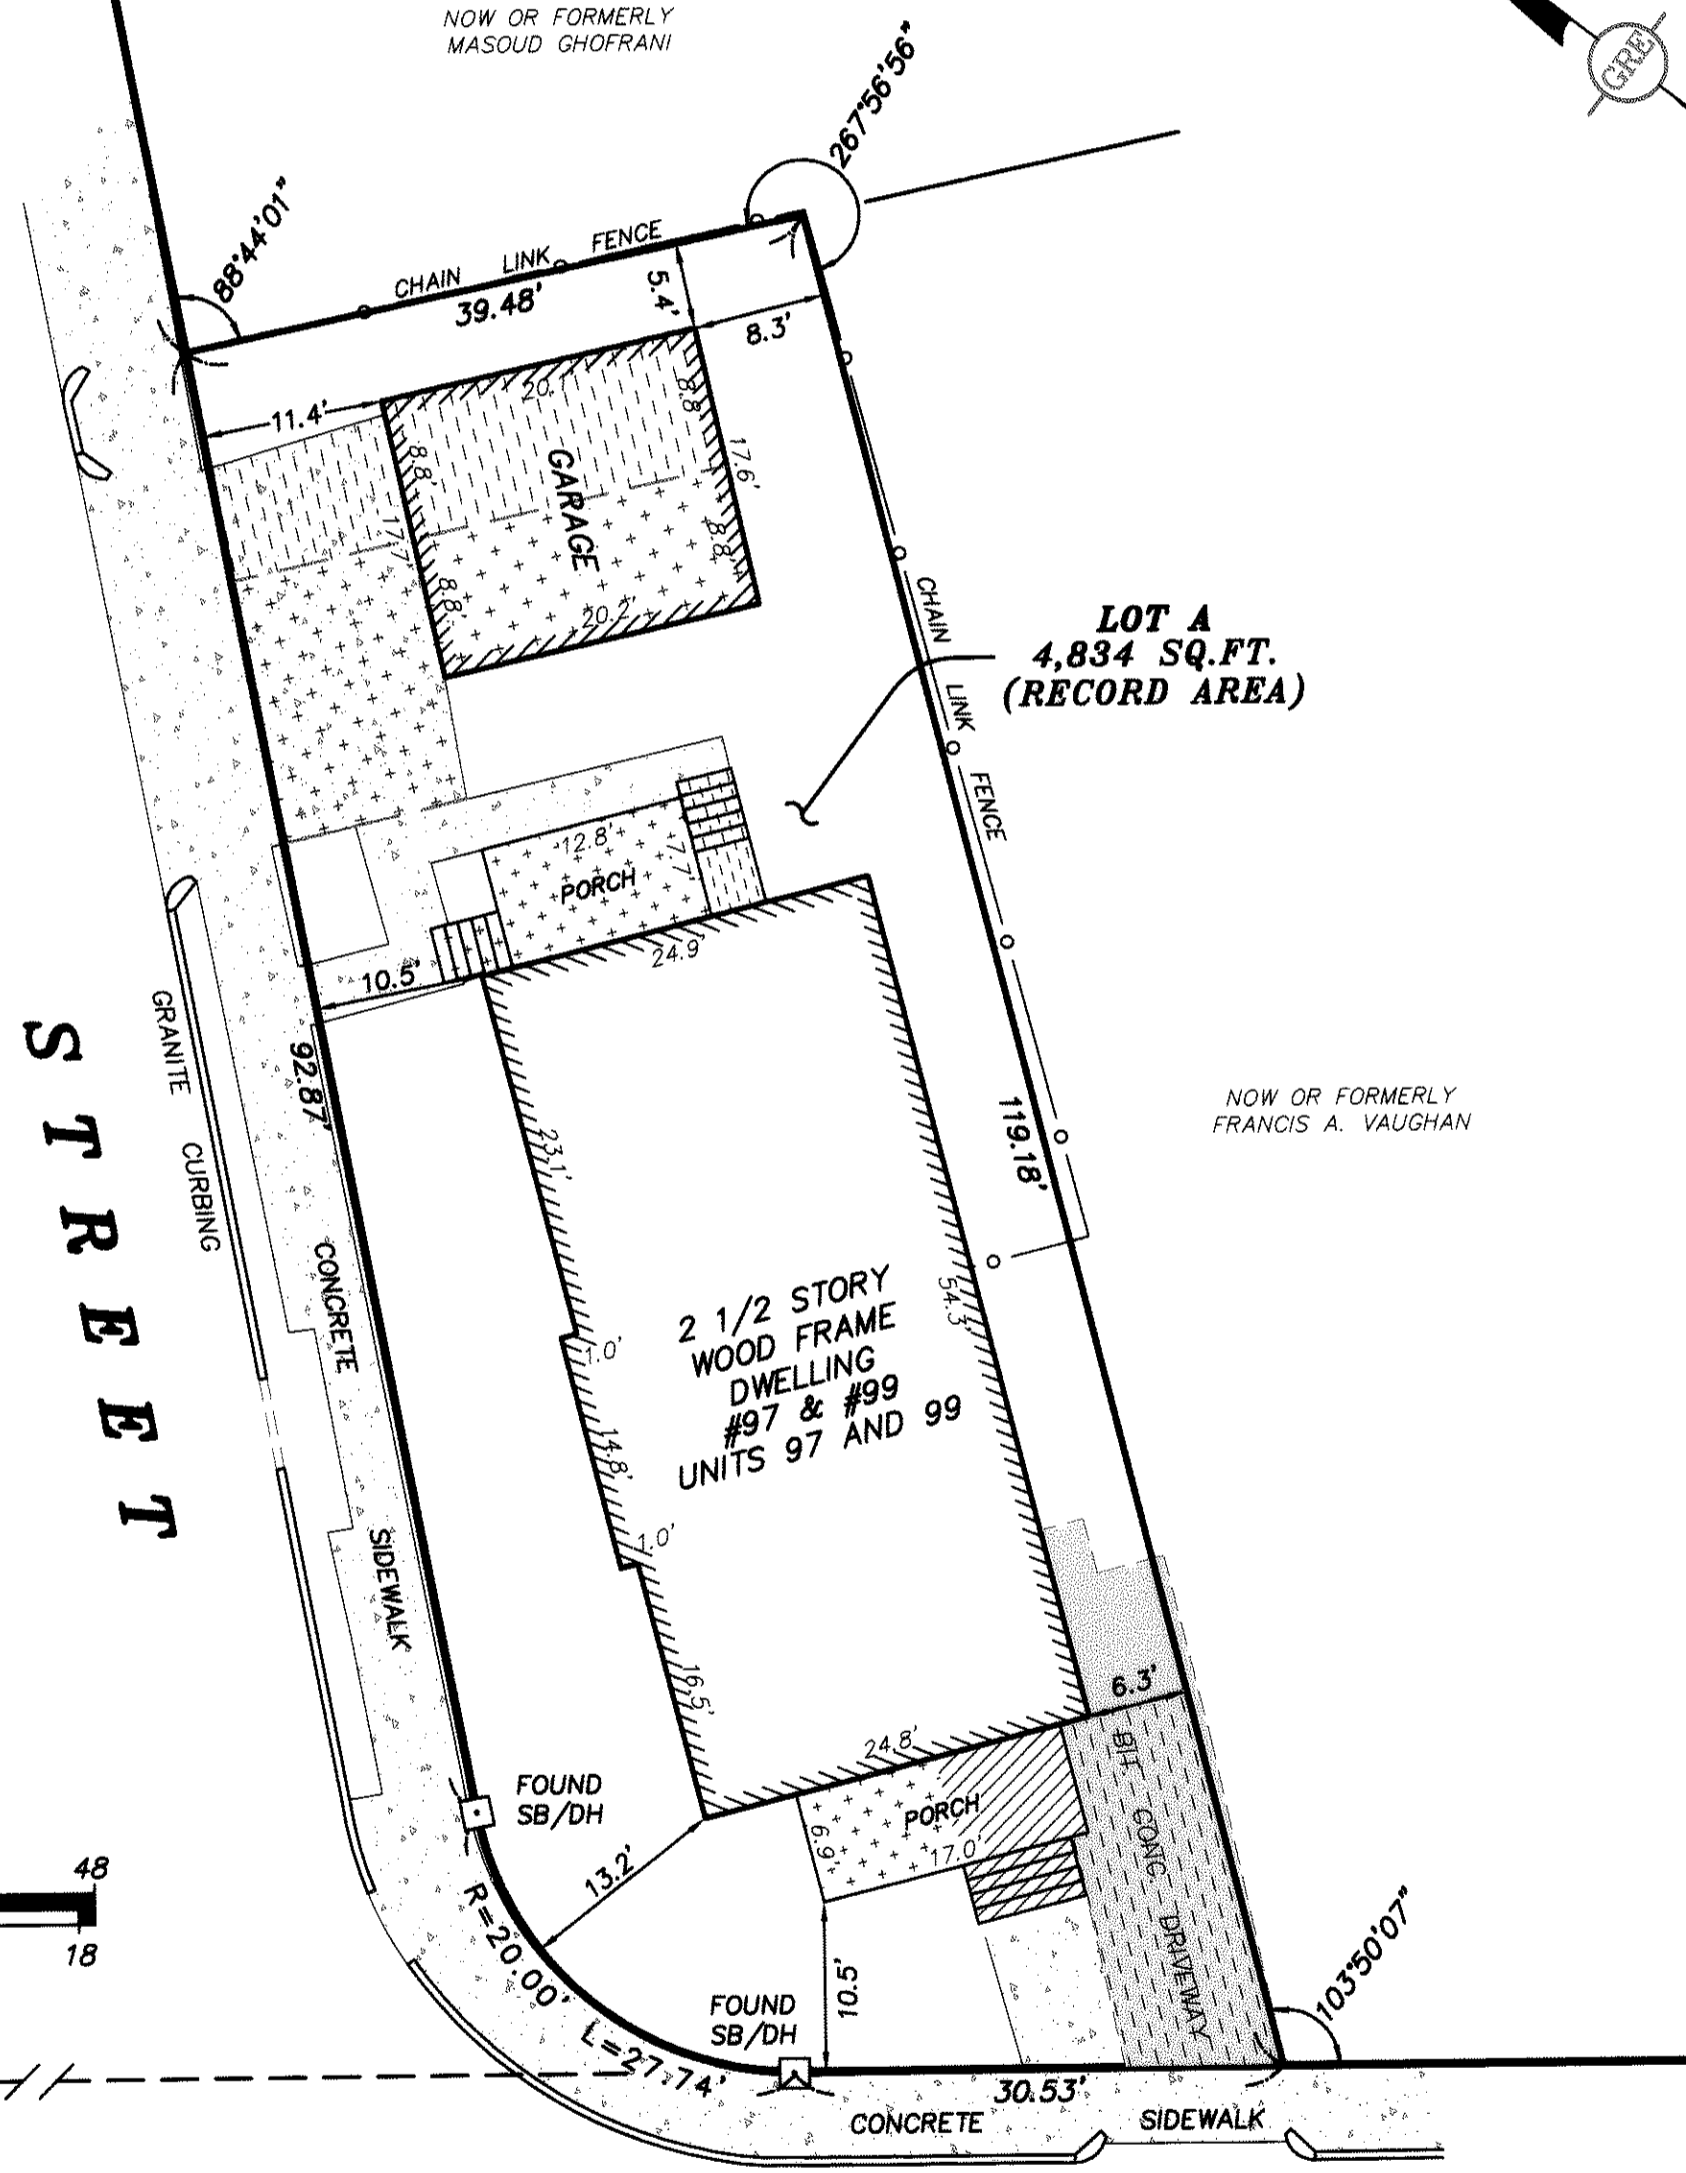 NOW OR FORMERLY
MASOUD GHOFRANI
267°56'56"
GRE
88°44'01"
CHAIN LINK FENCE
39.48'
5.4'
8.3'
11.4'
20.1'
8.8'
17.6'
8.8'
8.8'
17.7'
8.8'
GARAGE
20.2'
CHAIN LINK FENCE
LOT A
4,834 SQ.FT.
(RECORD AREA)
12.8'
7.7'
PORCH
24.9'
10.5'
92.87'
GRANITE CURBING
STREET
119.18'
NOW OR FORMERLY
FRANCIS A. VAUGHAN
23.1'
CONCRETE SIDEWALK
1.0'
14.8'
1.0'
54.3'
2 1/2 STORY
WOOD FRAME
DWELLING
#97 & #99
UNITS 97 AND 99
16.5'
6.3'
24.8'
FOUND
SB/DH
PORCH
6.9'
17.0'
BIT. CONC. DRIVEWAY
13.2'
48
18
R=20.00'
L=27.74'
10.5'
FOUND
SB/DH
103°50'07"
30.53'
CONCRETE SIDEWALK